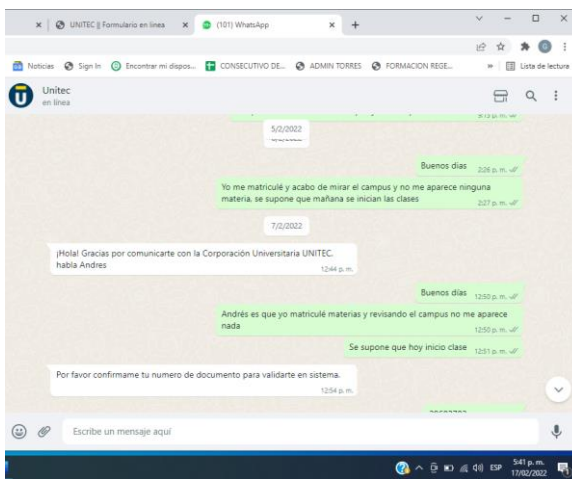 UNITEC || Formulario en línea
(101) WhatsApp
Noticias
Sign In
Encontrar mi dispos...
CONSECUTIVO DE...
ADMIN TORRES
FORMACION REGE...
Lista de lectura
Unitec
en línea
5/2/2022
Buenos dias
2:26 p. m.
Yo me matriculé y acabo de mirar el campus y no me aparece ninguna
materia, se supone que mañana se inician las clases
2:27 p. m.
7/2/2022
¡Hola! Gracias por comunicarte con la Corporación Universitaria UNITEC.
habla Andres
12:44 p. m.
Buenos días
12:50 p. m.
Andrés es que yo matriculé materias y revisando el campus no me aparece
nada
12:50 p. m.
Se supone que hoy inicio clase
12:51 p. m.
Por favor confirmame tu numero de documento para validarte en sistema.
12:54 p. m.
Escribe un mensaje aquí
ESP
5:41 p. m.
17/02/2022